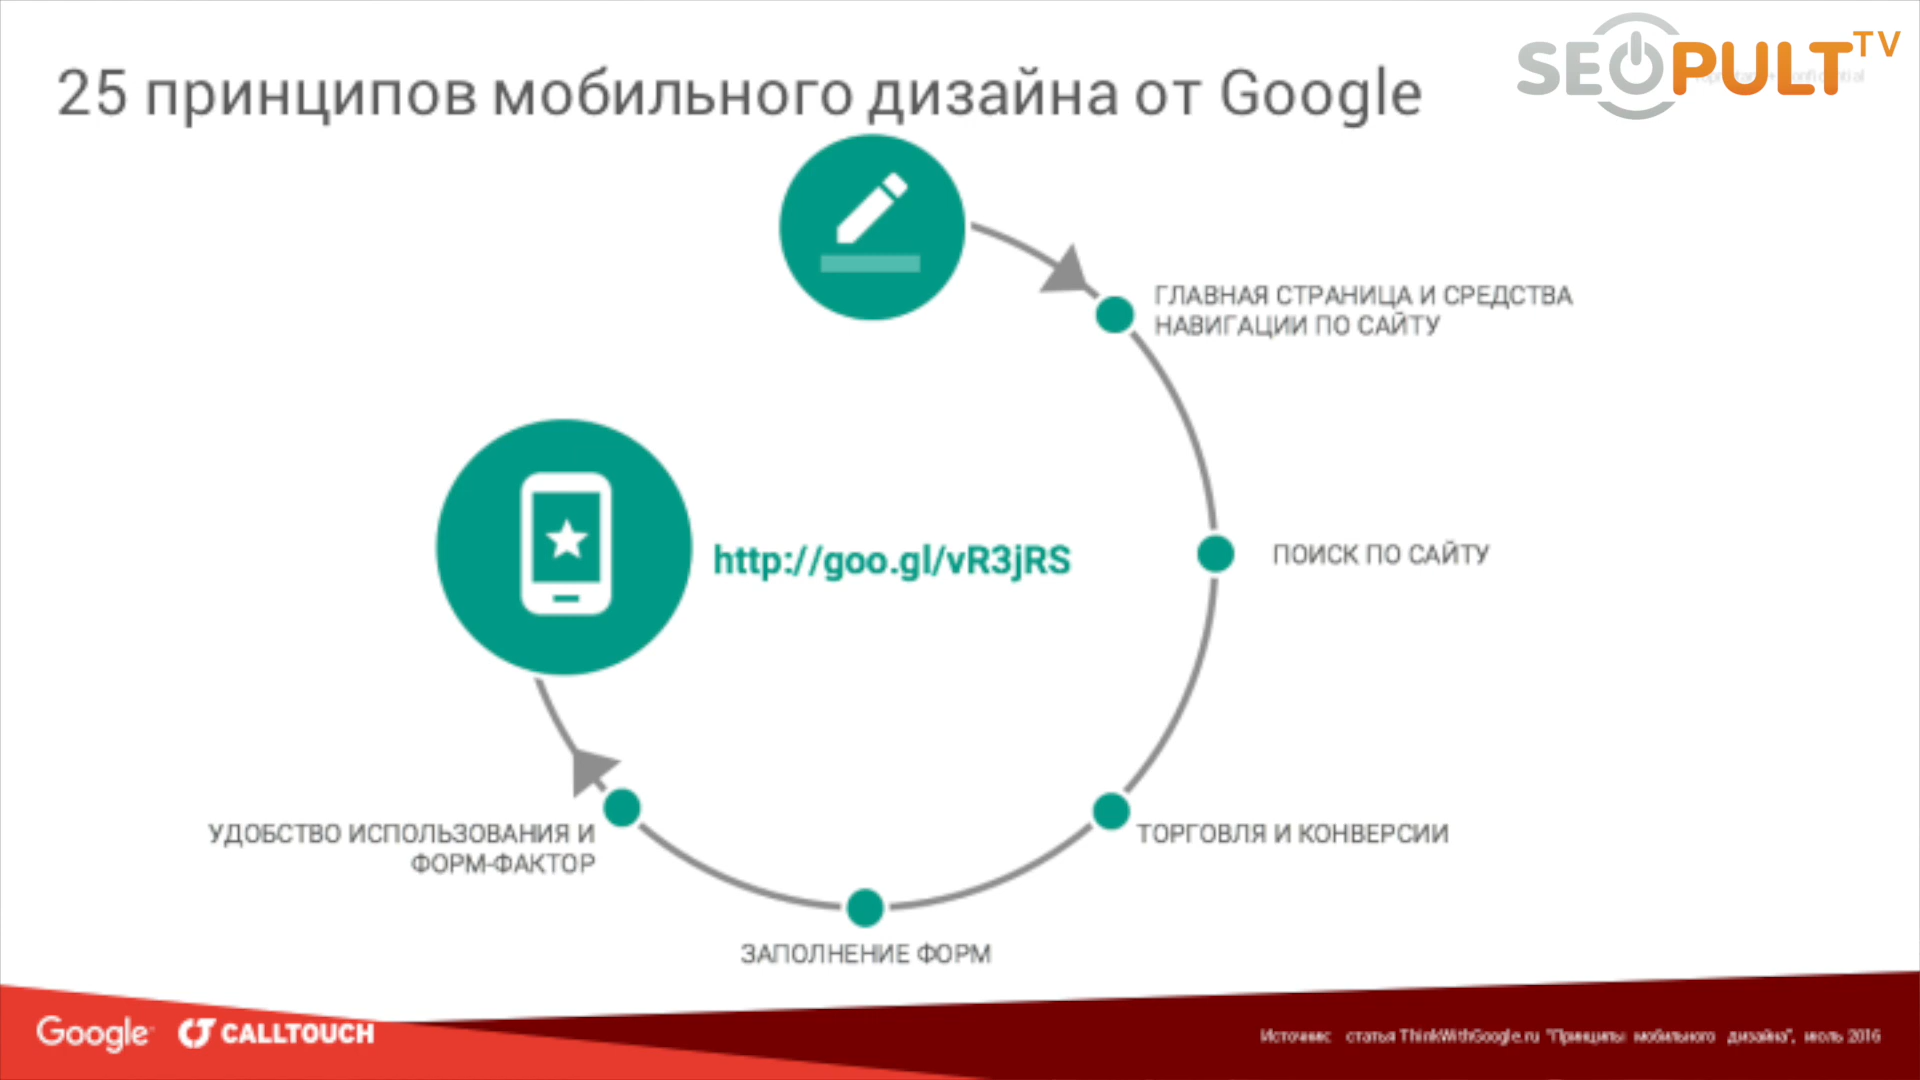 25 принципов мобильного дизайна от Google
SEOPULT TV
ГЛАВНАЯ СТРАНИЦА И СРЕДСТВА
НАВИГАЦИИ ПО САЙТУ
http://goo.gl/vR3jRS
ПОИСК ПО САЙТУ
ТОРГОВЛЯ И КОНВЕРСИИ
УДОБСТВО ИСПОЛЬЗОВАНИЯ И
ФОРМ-ФАКТОР
ЗАПОЛНЕНИЕ ФОРМ
Google CALLTOUCH
Источник: статья ThinkWithGoogle.ru "Принципы мобильного дизайна", июль 2016